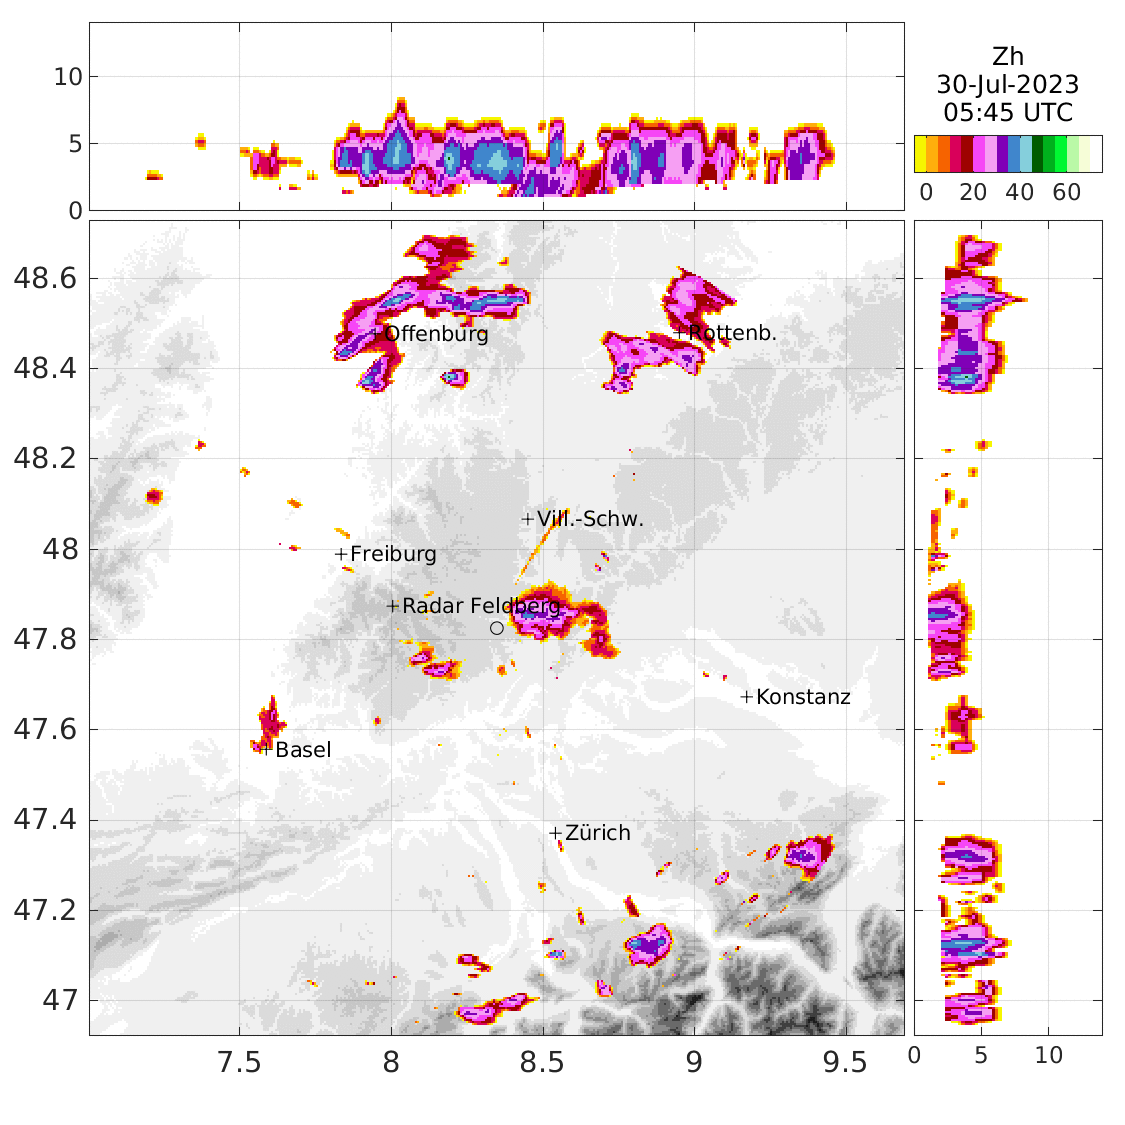 10
5
0
Zh
30-Jul-2023
05:45 UTC
0 20 40 60
48.6
48.4
48.2
48
47.8
47.6
47.4
47.2
47
Offenburg
Rottenb.
Vill.-Schw.
Freiburg
Radar Feldberg
Konstanz
Basel
Zürich
7.5 8 8.5 9 9.5
0 5 10